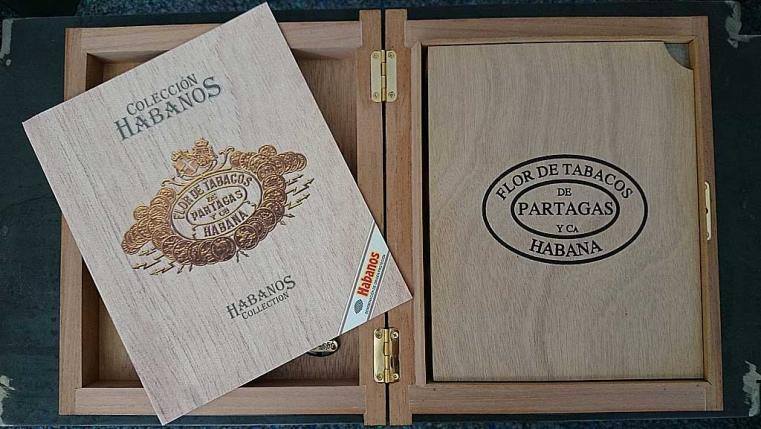 COLECCIÓN
HABANOS
FLOR DE TABACOS
DE
PARTAGAS
Y CA
HABANA
HABANOS
COLLECTION
Habanos
FLOR DE TABACOS
DE
PARTAGAS
Y CA
HABANA